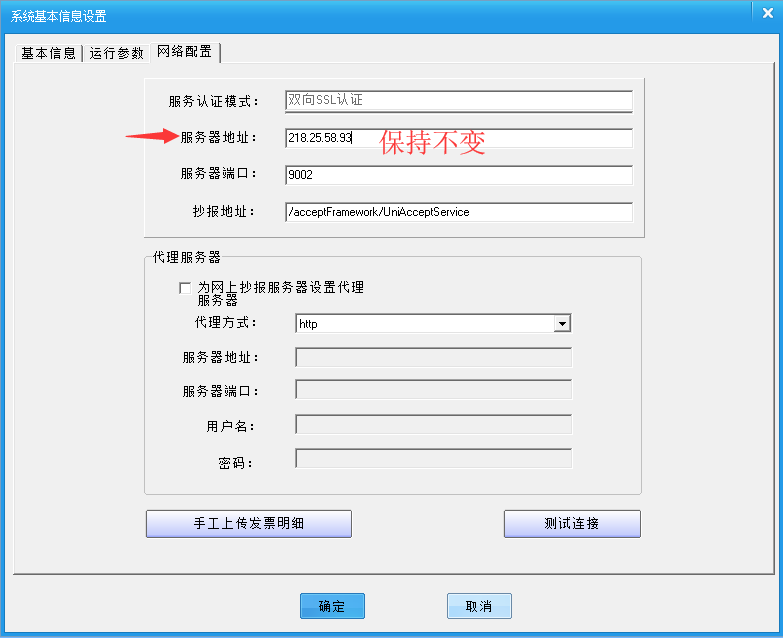 系统基本信息设置
基本信息 运行参数 网络配置
服务认证模式： 双向SSL认证
服务器地址： 218.25.58.93 保持不变
服务器端口： 9002
抄报地址： /acceptFramework/UniAcceptService
代理服务器
为网上抄报服务器设置代理
服务器
代理方式： http
服务器地址：
服务器端口：
用户名：
密码：
手工上传发票明细 测试连接
确定 取消